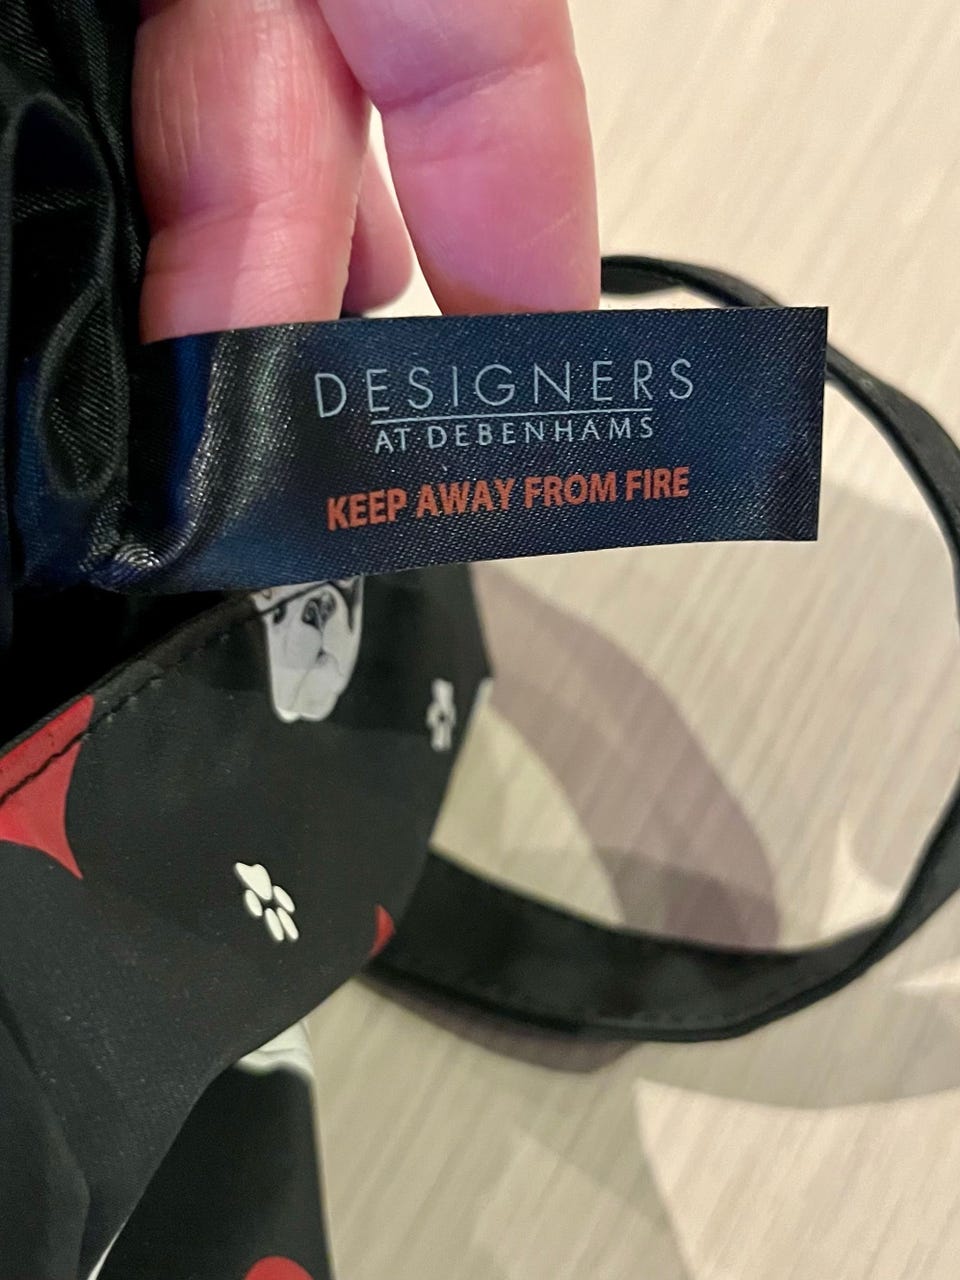 DESIGNERS
AT DEBENHAMS
KEEP AWAY FROM FIRE